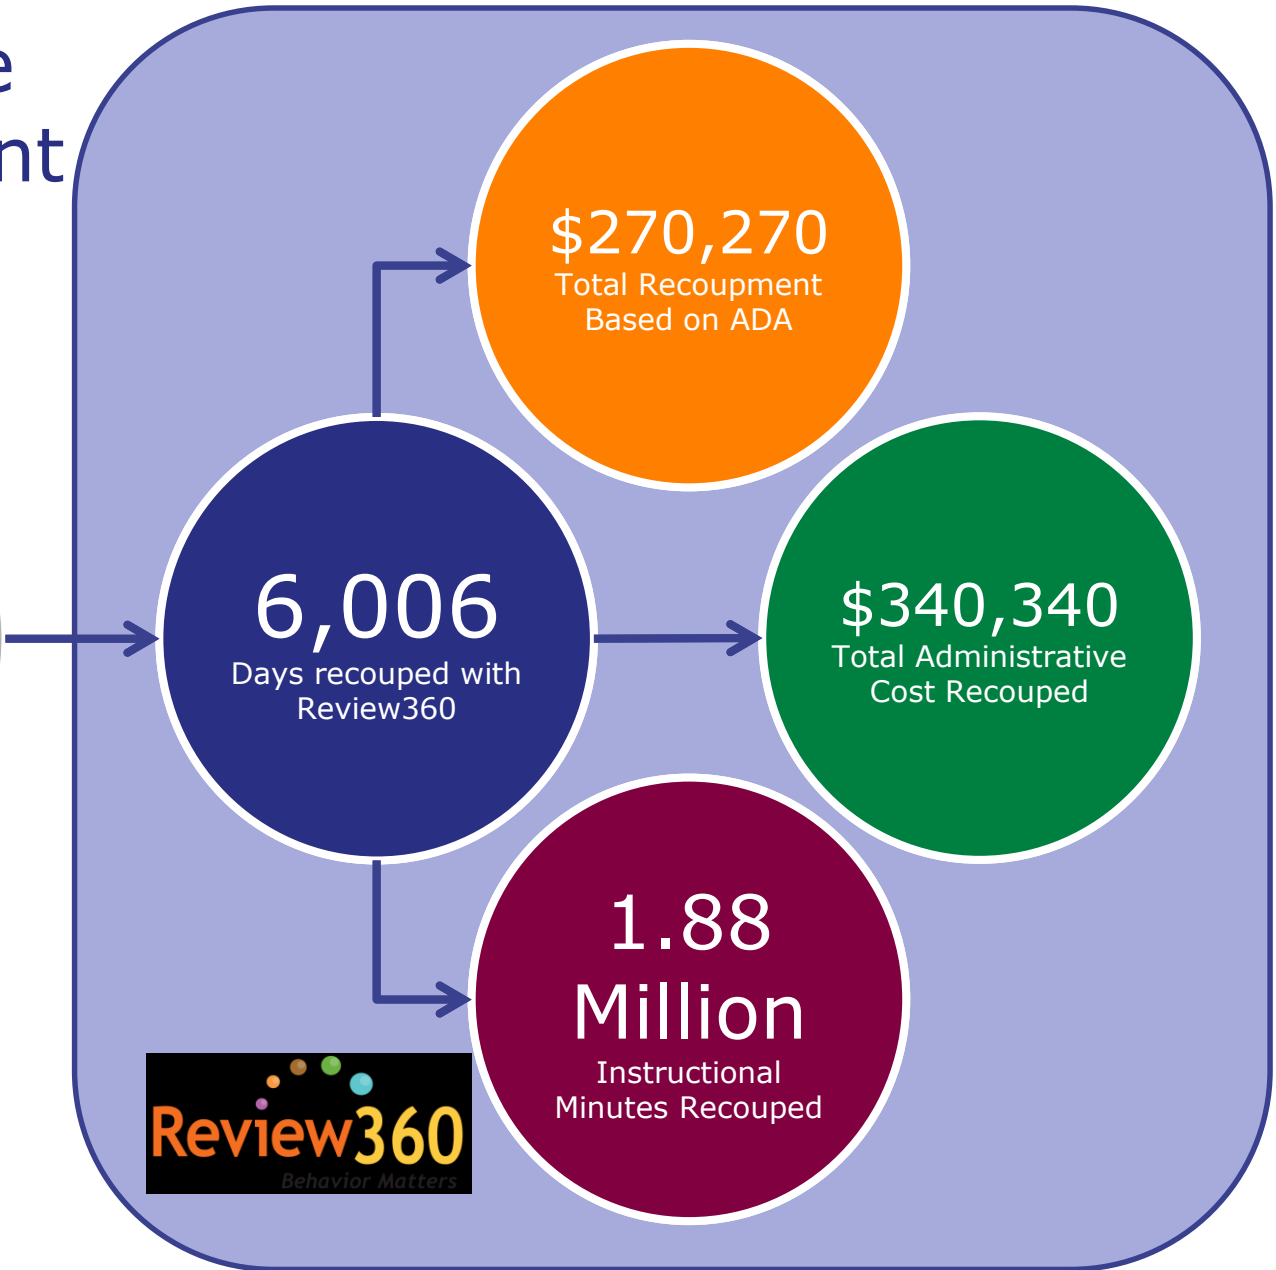 e
nt
$270,270
Total Recoupment
Based on ADA
6,006
Days recouped with
Review360
$340,340
Total Administrative
Cost Recouped
1.88
Million
Instructional
Minutes Recouped
Review360
Behavior Matters